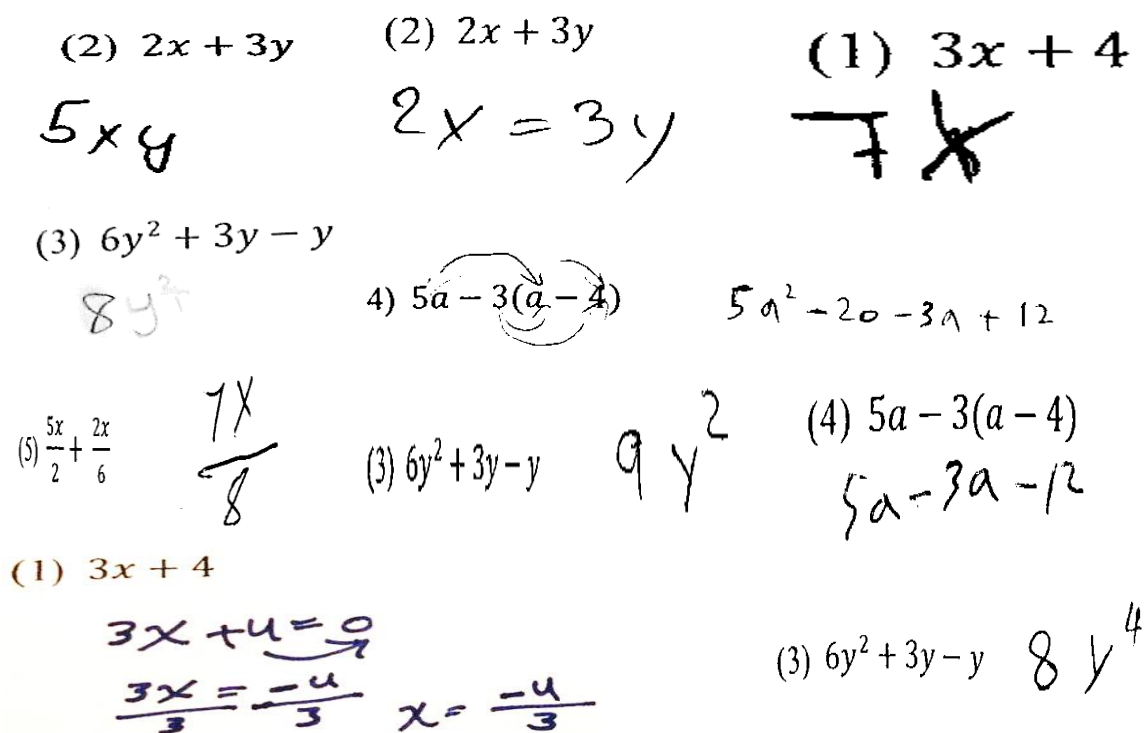 (2) 2x + 3y
5xy
(2) 2x + 3y
2x = 3y
(1) 3x + 4
7x
(3) 6y² + 3y − y
8y²
4) 5a − 3(a − 4)
5a² − 20 − 3a + 12
(5) 5x/2 + 2x/6
7x/8
(3) 6y² + 3y − y
9y²
(4) 5a − 3(a − 4)
5a − 3a − 12
(1) 3x + 4
3x + 4 = 0
3x/3 = −4/3 x = −4/3
(3) 6y² + 3y − y
8y⁴